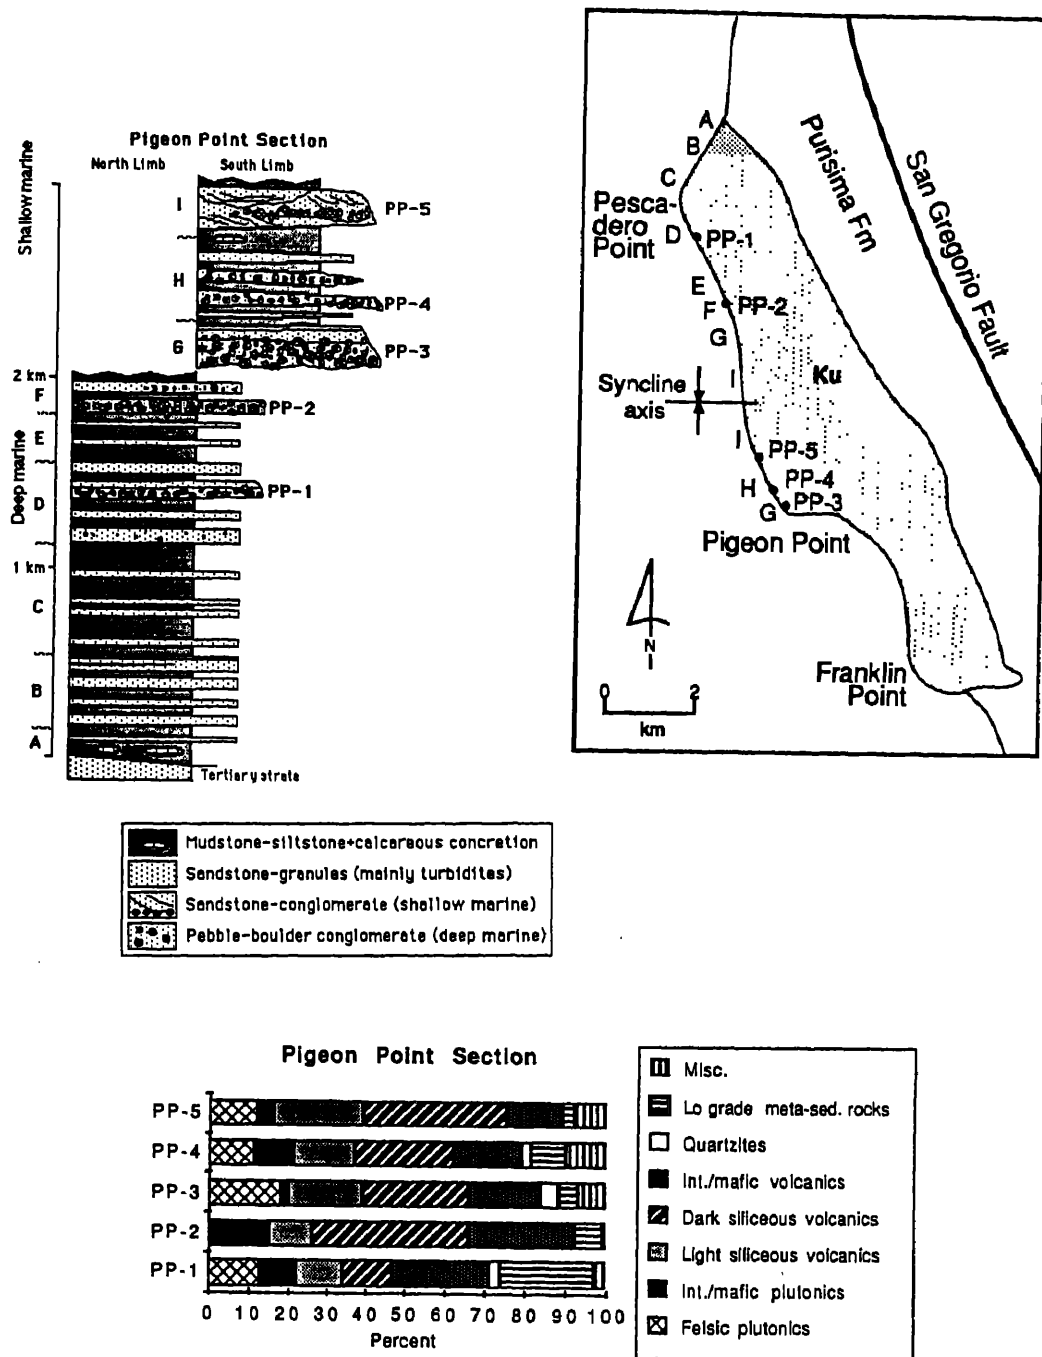 Pigeon Point Section
North Limb South Limb
Shallow marine
I
PP-5
H
PP-4
G
PP-3
2 km
F
PP-2
E
Deep marine
D
PP-1
1 km
C
B
A
Tertiary strata
A
B
C
Pesca-
dero
Point
D PP-1
E
F PP-2
G
I
Syncline
axis
I
PP-5
H PP-4
G PP-3
Pigeon Point
Ku
Purisima Fm
San Gregorio Fault
N
0 2
km
Franklin
Point
Mudstone-siltstone+calcareous concretion
Sandstone-granules (mainly turbidites)
Sandstone-conglomerate (shallow marine)
Pebble-boulder conglomerate (deep marine)
Pigeon Point Section
PP-5
PP-4
PP-3
PP-2
PP-1
0 10 20 30 40 50 60 70 80 90 100
Percent
Misc.
Lo grade meta-sed. rocks
Quartzites
Int./mafic volcanics
Dark siliceous volcanics
Light siliceous volcanics
Int./mafic plutonics
Felsic plutonics